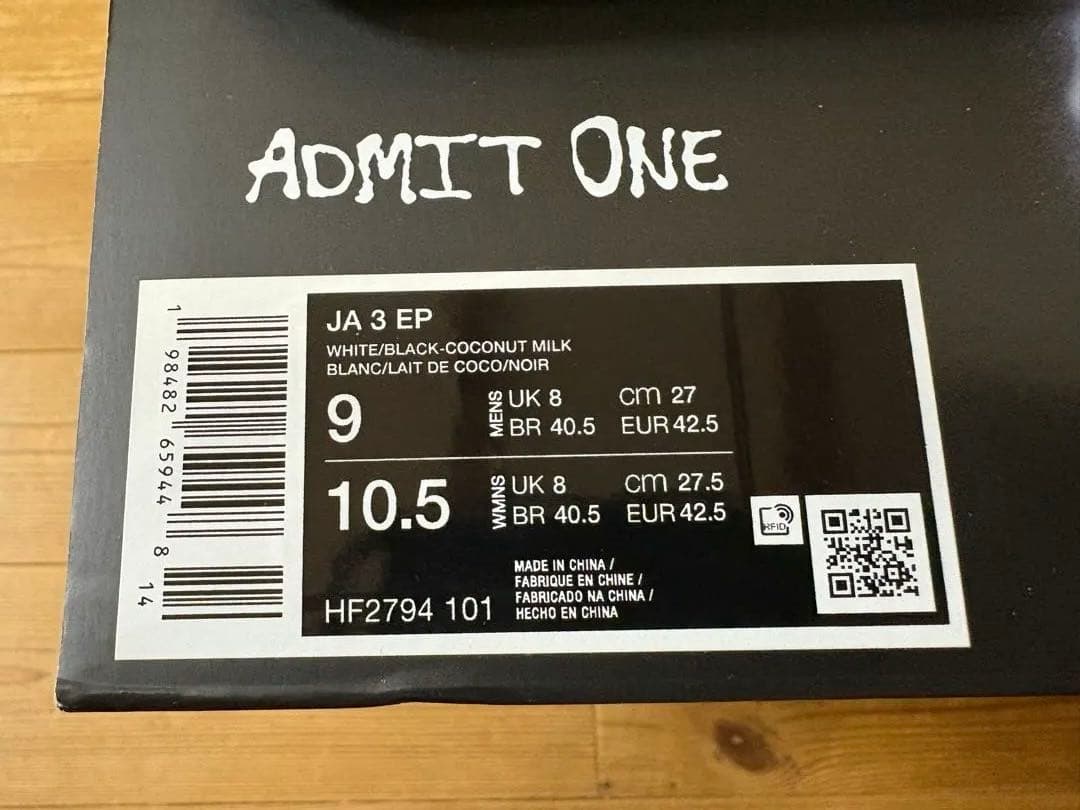 ADMIT ONE
JA 3 EP
WHITE/BLACK-COCONUT MILK
BLANC/LAIT DE COCO/NOIR
9 MENS UK 8 cm 27
BR 40.5 EUR 42.5
10.5 WMNS UK 8 cm 27.5
BR 40.5 EUR 42.5
RFID
MADE IN CHINA /
FABRIQUE EN CHINE /
FABRICADO NA CHINA /
HECHO EN CHINA
HF2794 101
1 98482 65944 8 14